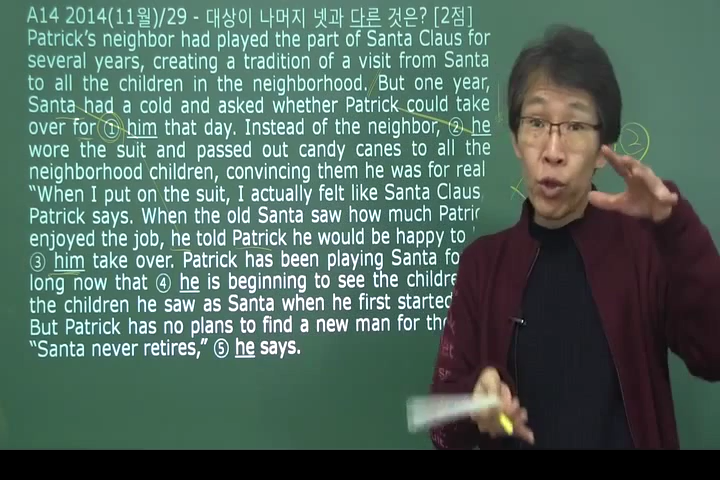 A14 2014(11월)/29 - 대상이 나머지 넷과 다른 것은? [2점]
Patrick's neighbor had played the part of Santa Claus for
several years, creating a tradition of a visit from Santa
to all the children in the neighborhood. But one year,
Santa had a cold and asked whether Patrick could take
over for ① him that day. Instead of the neighbor, ② he
wore the suit and passed out candy canes to all the
neighborhood children, convincing them he was for real
"When I put on the suit, I actually felt like Santa Claus
Patrick says. When the old Santa saw how much
enjoyed the job, he told Patrick he would be happy to
③ him take over. Patrick has been playing Santa
long now that ④ he is beginning to see the
the children he saw as Santa when he first started
But Patrick has no plans to find a new man for
"Santa never retires," ⑤ he says.
②